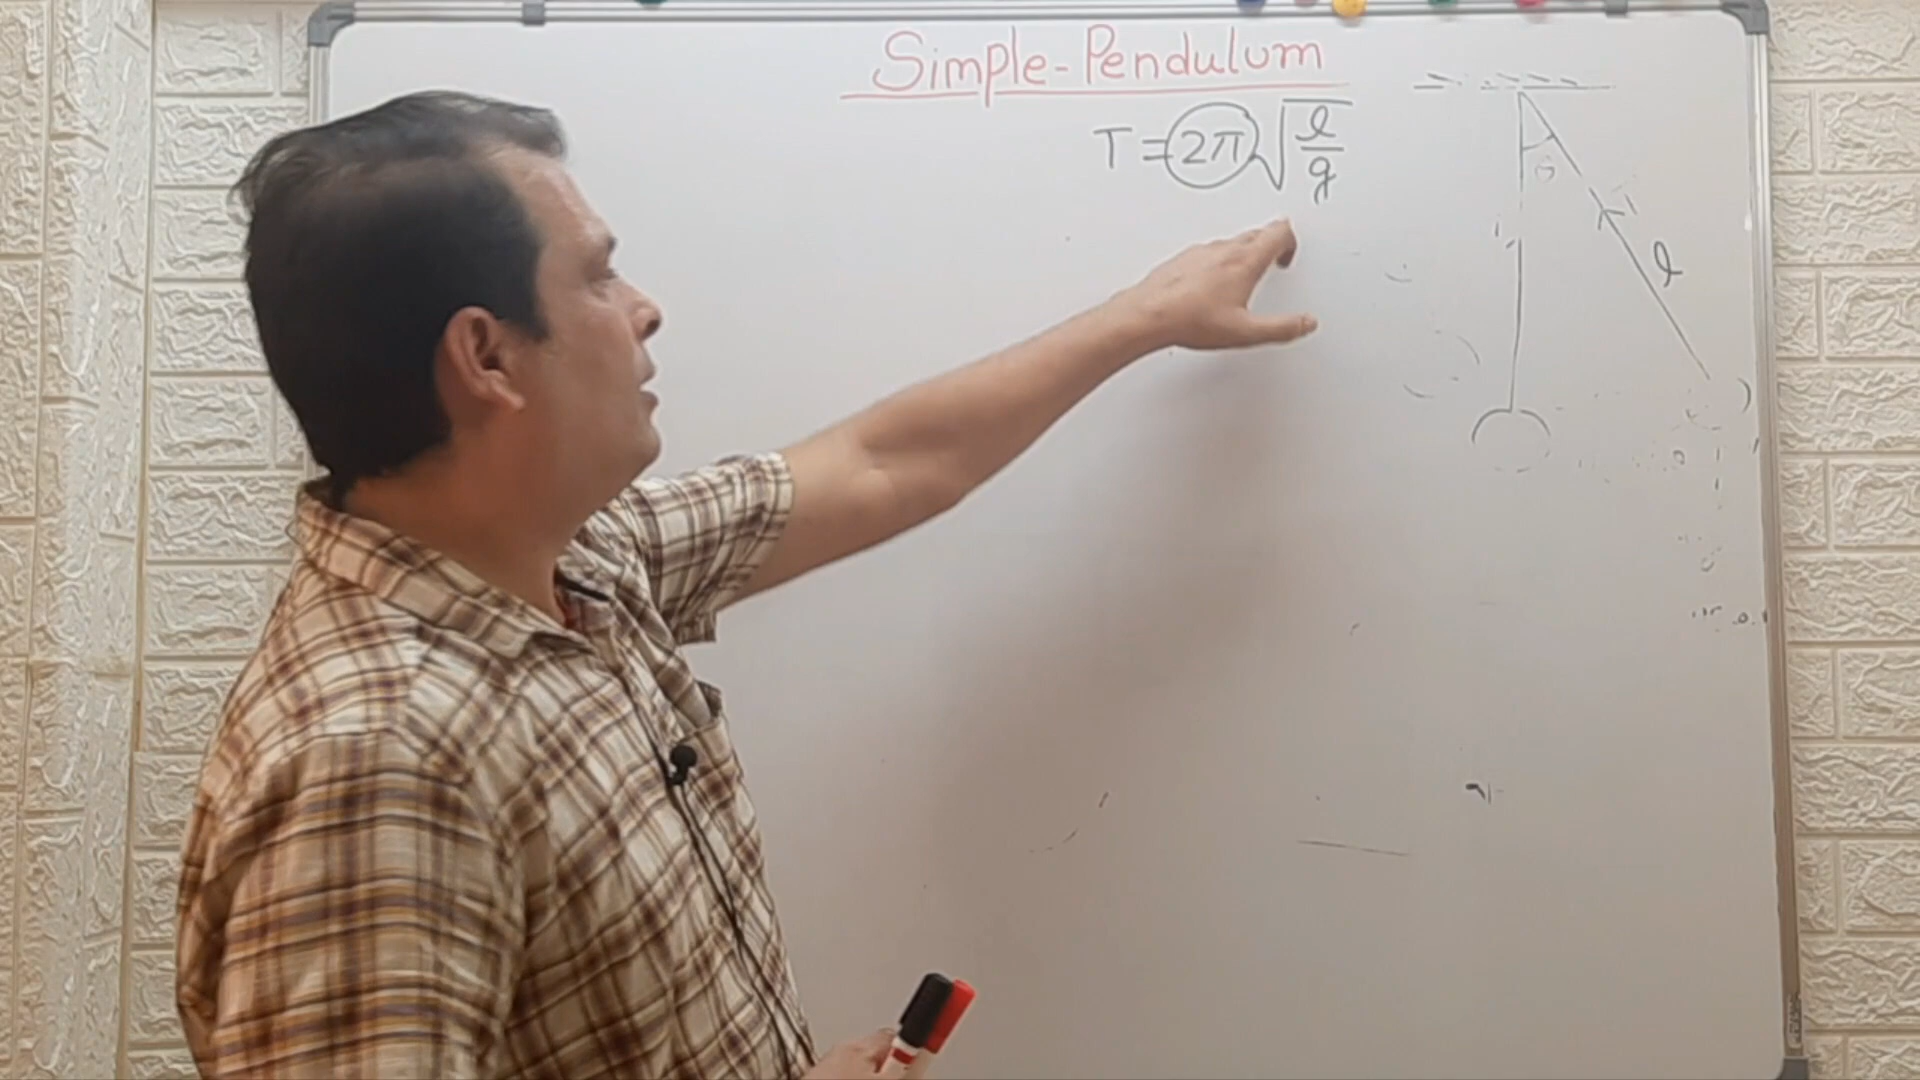 Simple-Pendulum
T = 2π √(l/g)
θ
l